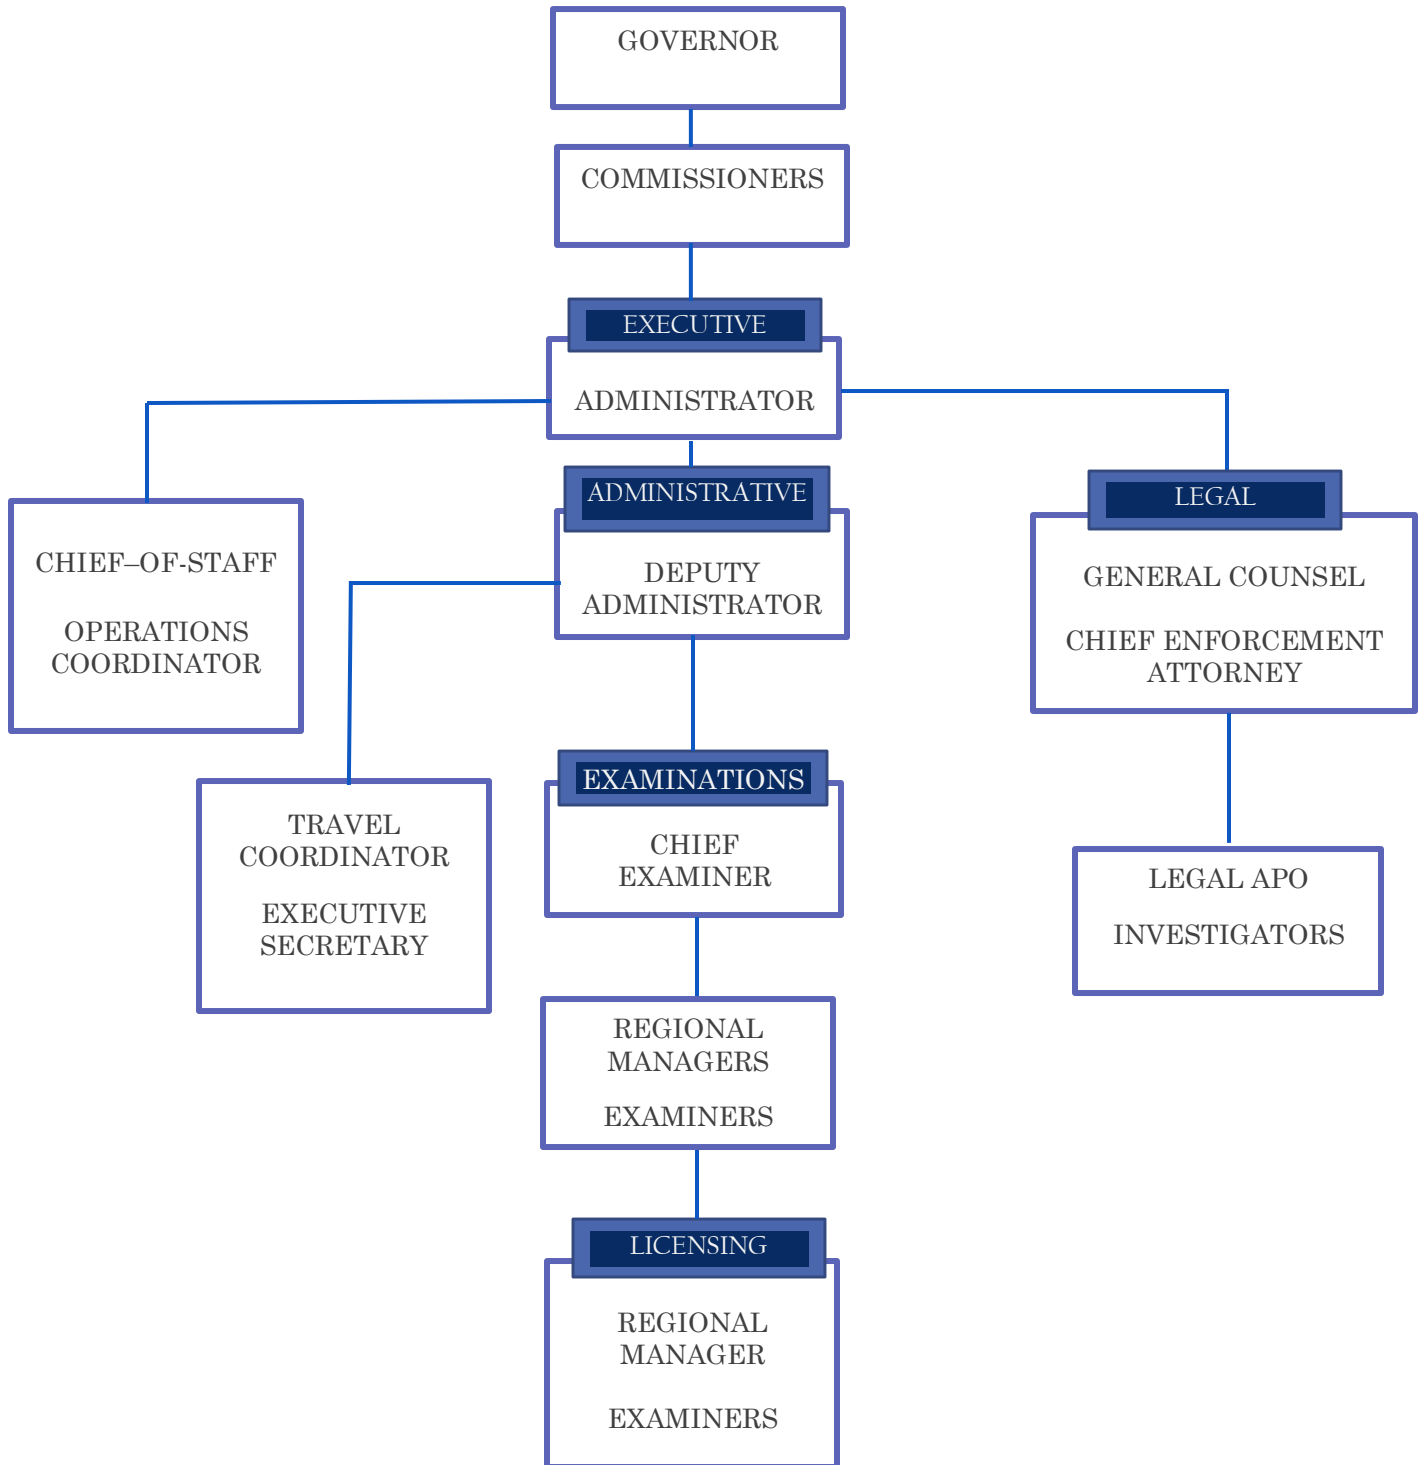 GOVERNOR
COMMISSIONERS
EXECUTIVE
ADMINISTRATOR
ADMINISTRATIVE
DEPUTY
ADMINISTRATOR
LEGAL
GENERAL COUNSEL
CHIEF ENFORCEMENT
ATTORNEY
CHIEF–OF-STAFF
OPERATIONS
COORDINATOR
TRAVEL
COORDINATOR
EXECUTIVE
SECRETARY
EXAMINATIONS
CHIEF
EXAMINER
LEGAL APO
INVESTIGATORS
REGIONAL
MANAGERS
EXAMINERS
LICENSING
REGIONAL
MANAGER
EXAMINERS